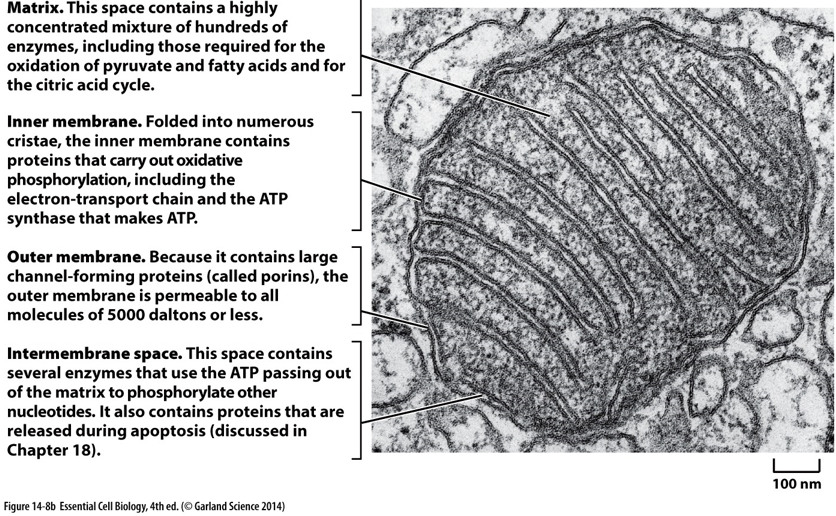 Matrix. This space contains a highly
concentrated mixture of hundreds of
enzymes, including those required for the
oxidation of pyruvate and fatty acids and for
the citric acid cycle.
Inner membrane. Folded into numerous
cristae, the inner membrane contains
proteins that carry out oxidative
phosphorylation, including the
electron-transport chain and the ATP
synthase that makes ATP.
Outer membrane. Because it contains large
channel-forming proteins (called porins), the
outer membrane is permeable to all
molecules of 5000 daltons or less.
Intermembrane space. This space contains
several enzymes that use the ATP passing out
of the matrix to phosphorylate other
nucleotides. It also contains proteins that are
released during apoptosis (discussed in
Chapter 18).
100 nm
Figure 14-8b Essential Cell Biology, 4th ed. (© Garland Science 2014)